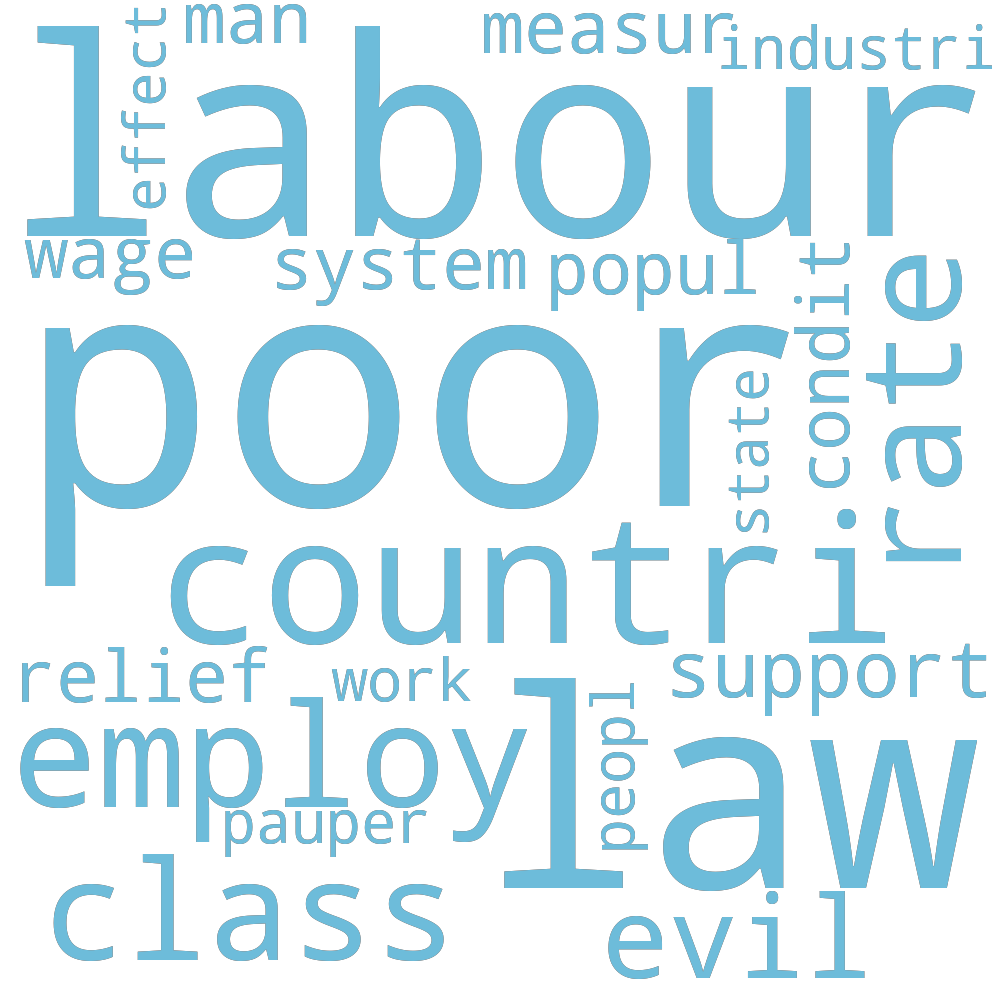 man
measur
industri
effect
labour
wage
system
popul
condit
rate
poor
state
countri
relief
work
support
employ
peopl
law
pauper
class
evil